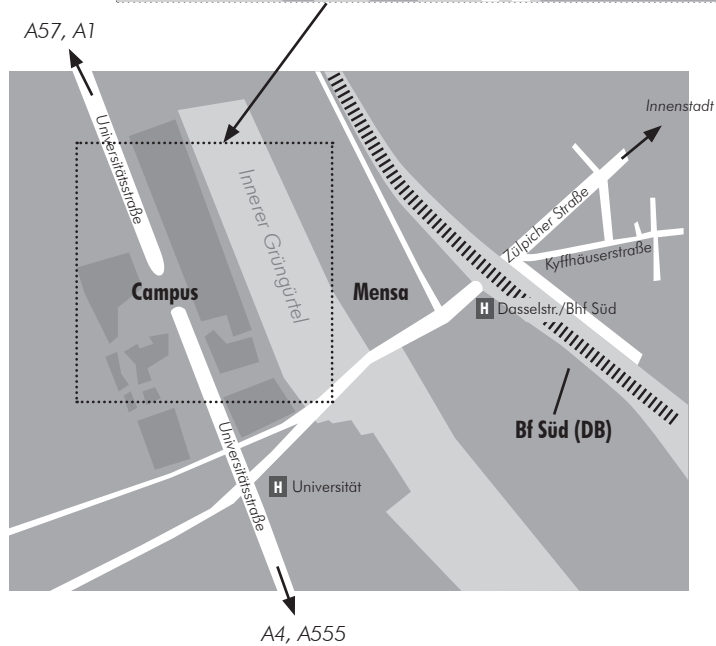 A57, A1
Innenstadt
Universitätsstraße
Innerer Grüngürtel
Zülpicher Straße
Kyffhäuserstraße
Campus
Mensa
H Dasselstr./Bhf Süd
Bf Süd (DB)
Universitätsstraße
H Universität
A4, A555